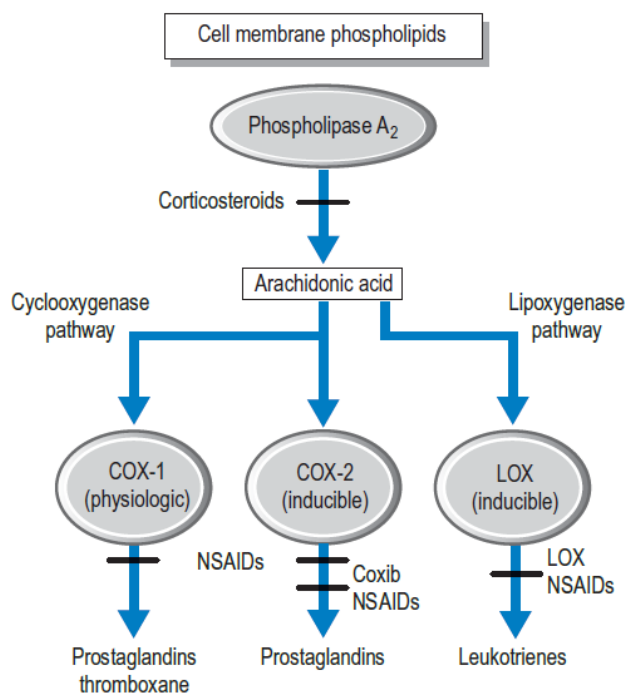 Cell membrane phospholipids
Phospholipase A₂
Corticosteroids
Arachidonic acid
Cyclooxygenase
pathway
Lipoxygenase
pathway
COX-1
(physiologic)
COX-2
(inducible)
LOX
(inducible)
NSAIDs
Coxib
NSAIDs
LOX
NSAIDs
Prostaglandins
thromboxane
Prostaglandins
Leukotrienes